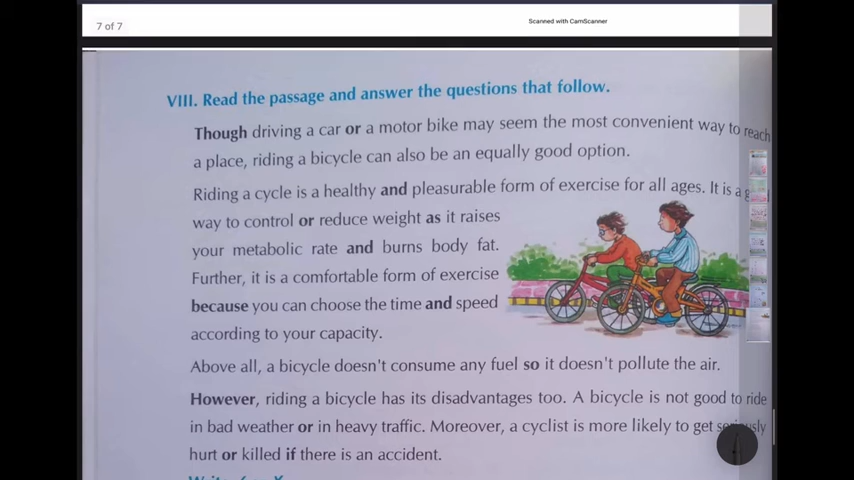 7 of 7
Scanned with CamScanner
VIII. Read the passage and answer the questions that follow.
Though driving a car or a motor bike may seem the most convenient way to reach
a place, riding a bicycle can also be an equally good option.
Riding a cycle is a healthy and pleasurable form of exercise for all ages. It is a
way to control or reduce weight as it raises
your metabolic rate and burns body fat.
Further, it is a comfortable form of exercise
because you can choose the time and speed
according to your capacity.
Above all, a bicycle doesn't consume any fuel so it doesn't pollute the air.
However, riding a bicycle has its disadvantages too. A bicycle is not good to ride
in bad weather or in heavy traffic. Moreover, a cyclist is more likely to get seriously
hurt or killed if there is an accident.